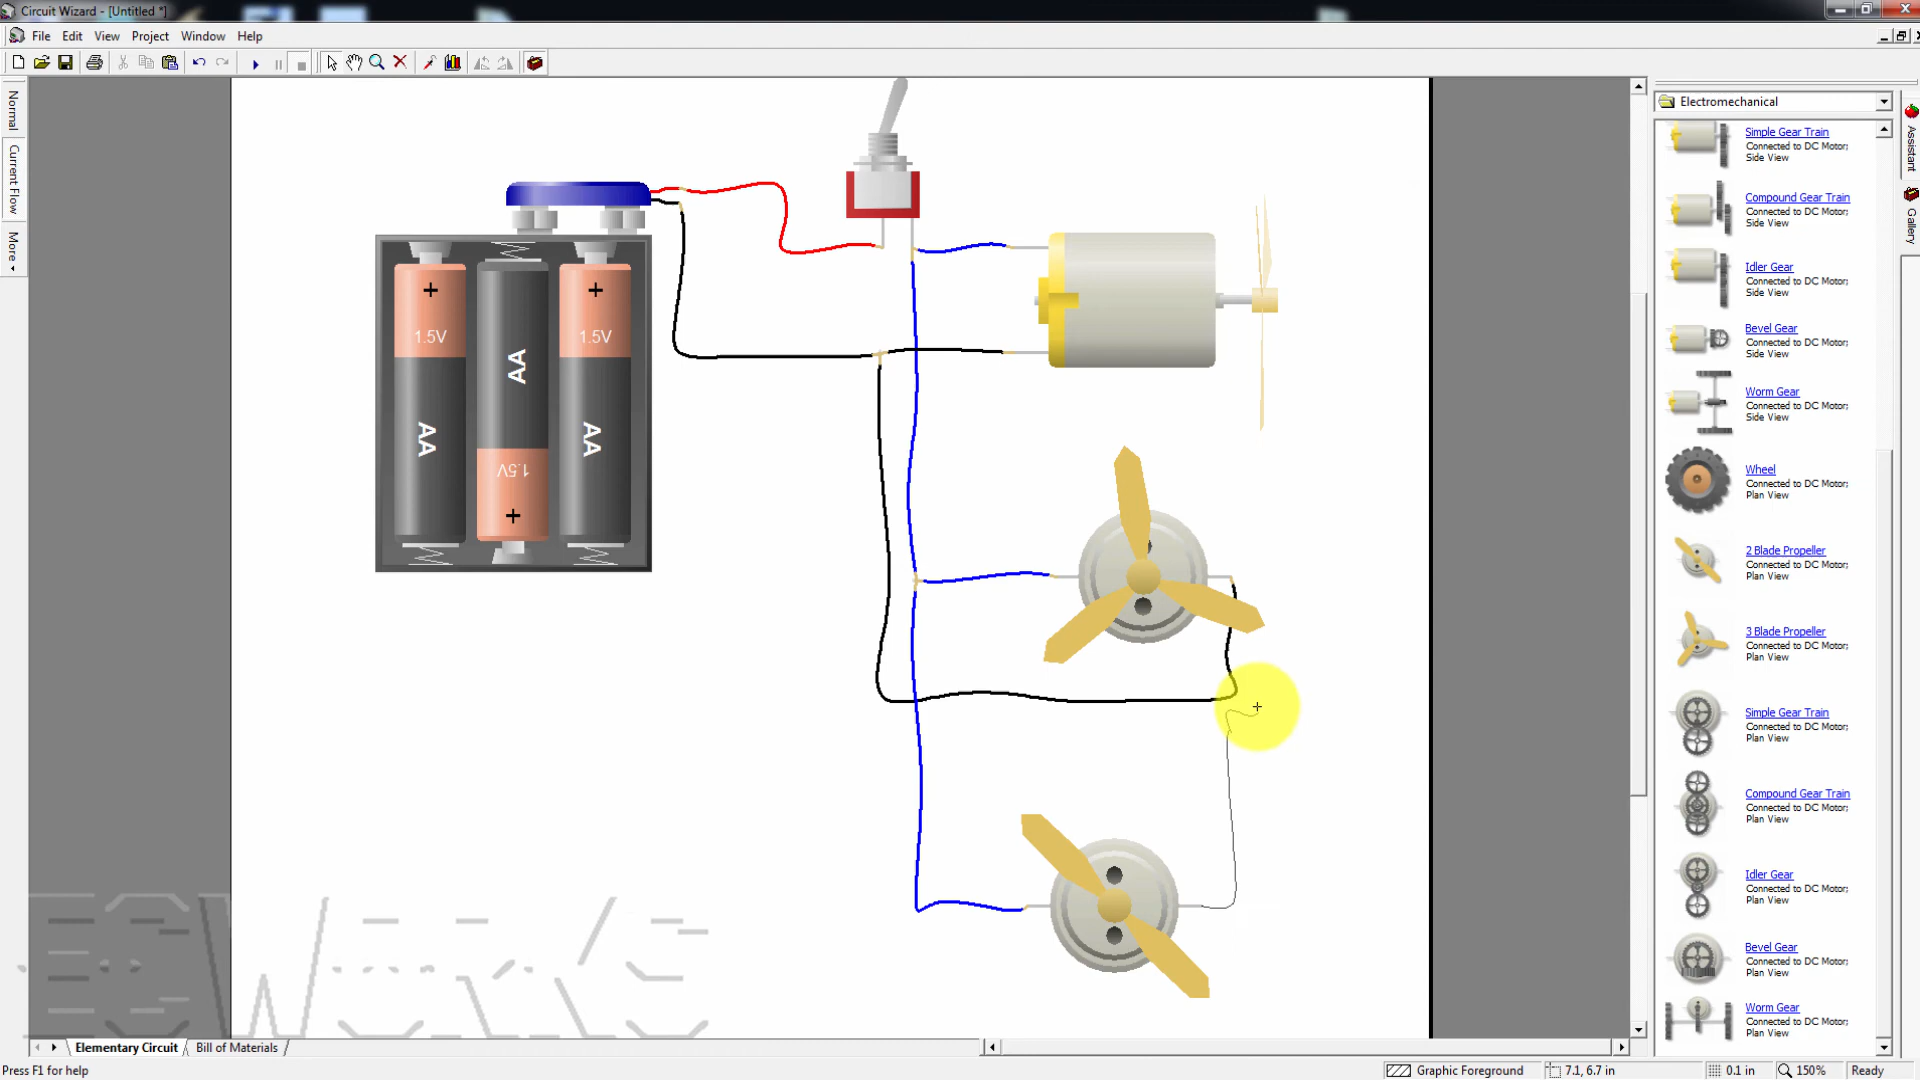 Circuit Wizard - [Untitled *]
File Edit View Project Window Help
Normal
Current Flow
More
Electromechanical
Assistant
Gallery
Simple Gear Train
Connected to DC Motor;
Side View
Compound Gear Train
Connected to DC Motor;
Side View
Idler Gear
Connected to DC Motor;
Side View
Bevel Gear
Connected to DC Motor;
Side View
Worm Gear
Connected to DC Motor;
Side View
Wheel
Connected to DC Motor;
Plan View
2 Blade Propeller
Connected to DC Motor;
Plan View
3 Blade Propeller
Connected to DC Motor;
Plan View
Simple Gear Train
Connected to DC Motor;
Plan View
Compound Gear Train
Connected to DC Motor;
Plan View
Idler Gear
Connected to DC Motor;
Plan View
Bevel Gear
Connected to DC Motor;
Plan View
Worm Gear
Connected to DC Motor;
Plan View
+ +
1.5V 1.5V
AA
AA AA
1.5V
+
Elementary Circuit Bill of Materials
Press F1 for help
Graphic Foreground 7.1, 6.7 in 0.1 in 150% Ready